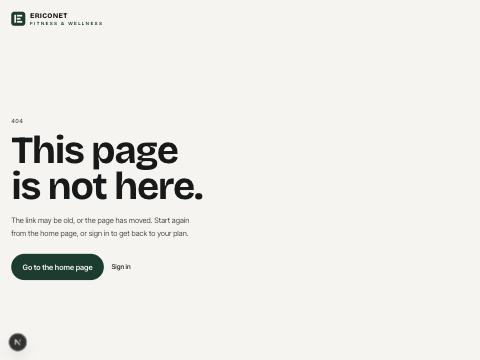 ERICONET
FITNESS & WELLNESS
404
This page
is not here.
The link may be old, or the page has moved. Start again
from the home page, or sign in to get back to your plan.
Go to the home page
Sign in
N